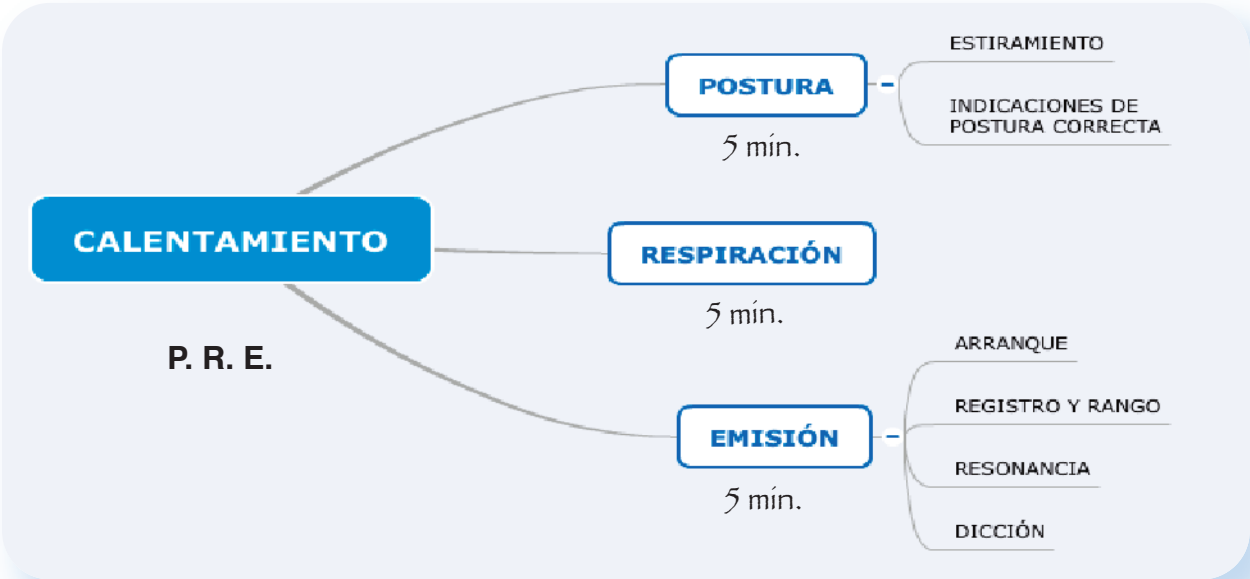 CALENTAMIENTO
P. R. E.
POSTURA
5 min.
ESTIRAMIENTO
INDICACIONES DE
POSTURA CORRECTA
RESPIRACIÓN
5 min.
EMISIÓN
5 min.
ARRANQUE
REGISTRO Y RANGO
RESONANCIA
DICCIÓN